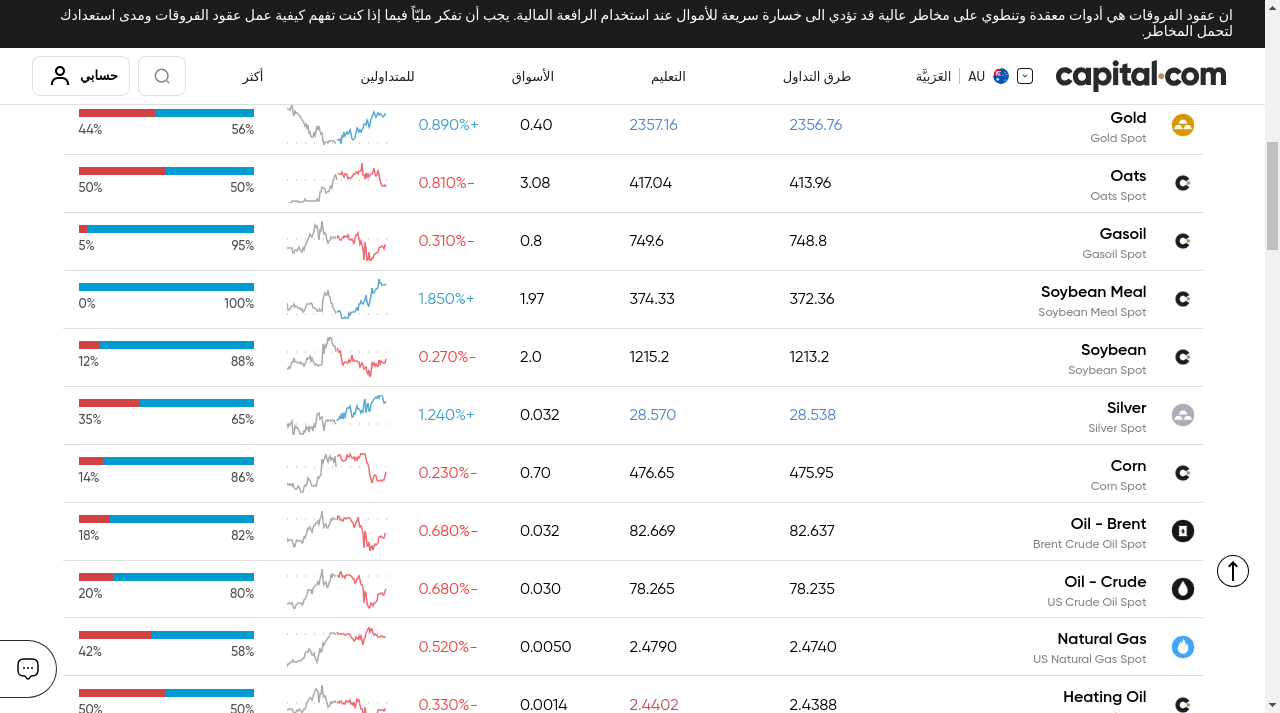 ان عقود الفروقات هي أدوات معقدة وتنطوي على مخاطر عالية قد تؤدي الى خسارة سريعة للأموال عند استخدام الرافعة المالية. يجب أن تفكر مليًا فيما إذا كنت تفهم كيفية عمل عقود الفروقات ومدى استعدادك
لتحمل المخاطر.
capital.com
AU | العَرَبيَّة
طرق التداول
التعليم
الأسواق
للمتداولين
أكثر
حسابي
Gold
Gold Spot
2356.76
2357.16
0.40
0.890%+
56%
44%
Oats
Oats Spot
413.96
417.04
3.08
0.810%-
50%
50%
Gasoil
Gasoil Spot
748.8
749.6
0.8
0.310%-
95%
5%
Soybean Meal
Soybean Meal Spot
372.36
374.33
1.97
1.850%+
100%
0%
Soybean
Soybean Spot
1213.2
1215.2
2.0
0.270%-
88%
12%
Silver
Silver Spot
28.538
28.570
0.032
1.240%+
65%
35%
Corn
Corn Spot
475.95
476.65
0.70
0.230%-
86%
14%
Oil - Brent
Brent Crude Oil Spot
82.637
82.669
0.032
0.680%-
82%
18%
Oil - Crude
US Crude Oil Spot
78.235
78.265
0.030
0.680%-
80%
20%
Natural Gas
US Natural Gas Spot
2.4740
2.4790
0.0050
0.520%-
58%
42%
Heating Oil
2.4388
2.4402
0.0014
0.330%-
50%
50%